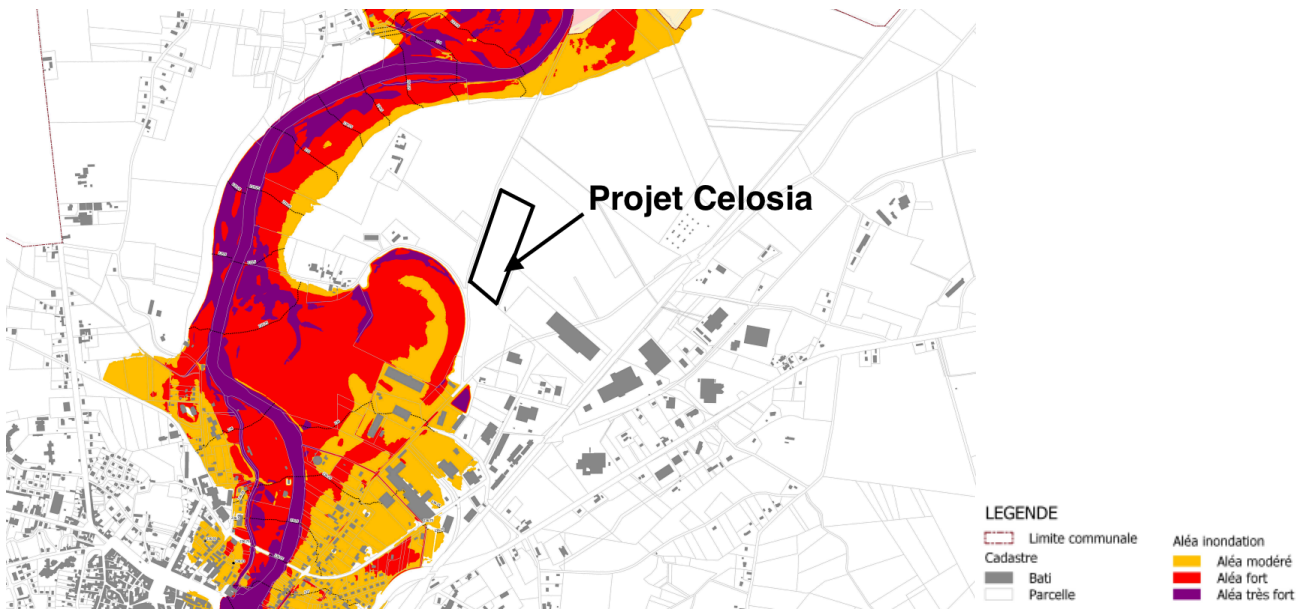 Projet Celosia
LEGENDE
Limite communale
Cadastre
Bati
Parcelle
Aléa inondation
Aléa modéré
Aléa fort
Aléa très fort